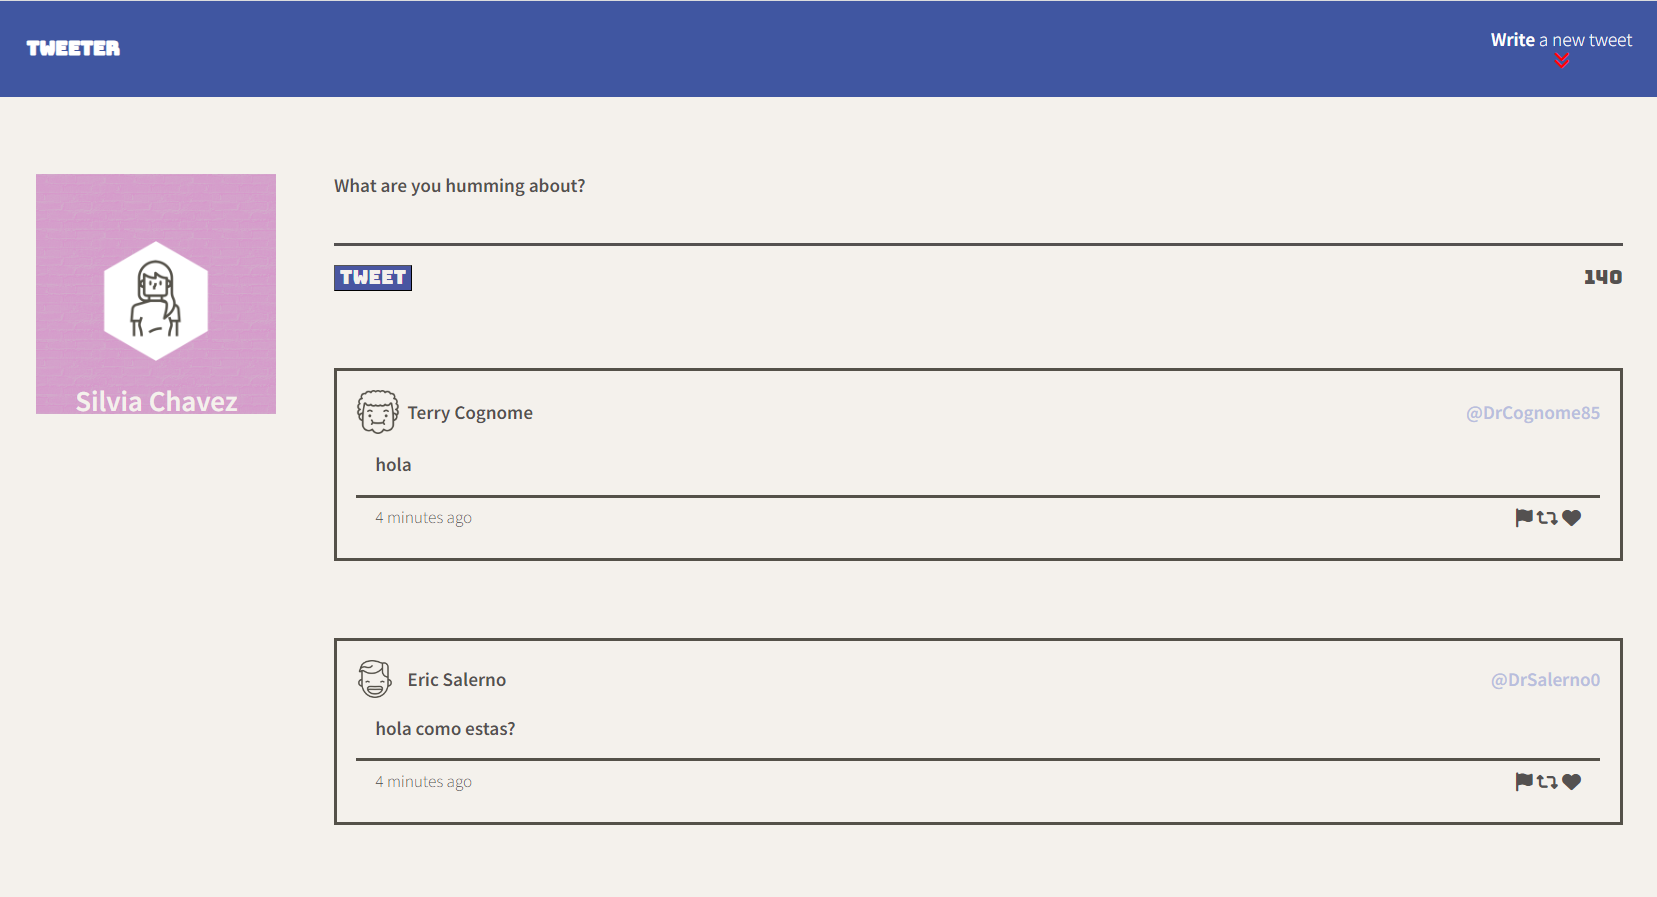 TWEETER
Write a new tweet
Silvia Chavez
What are you humming about?
TWEET
140
Terry Cognome
@DrCognome85
hola
4 minutes ago
Eric Salerno
@DrSalerno0
hola como estas?
4 minutes ago